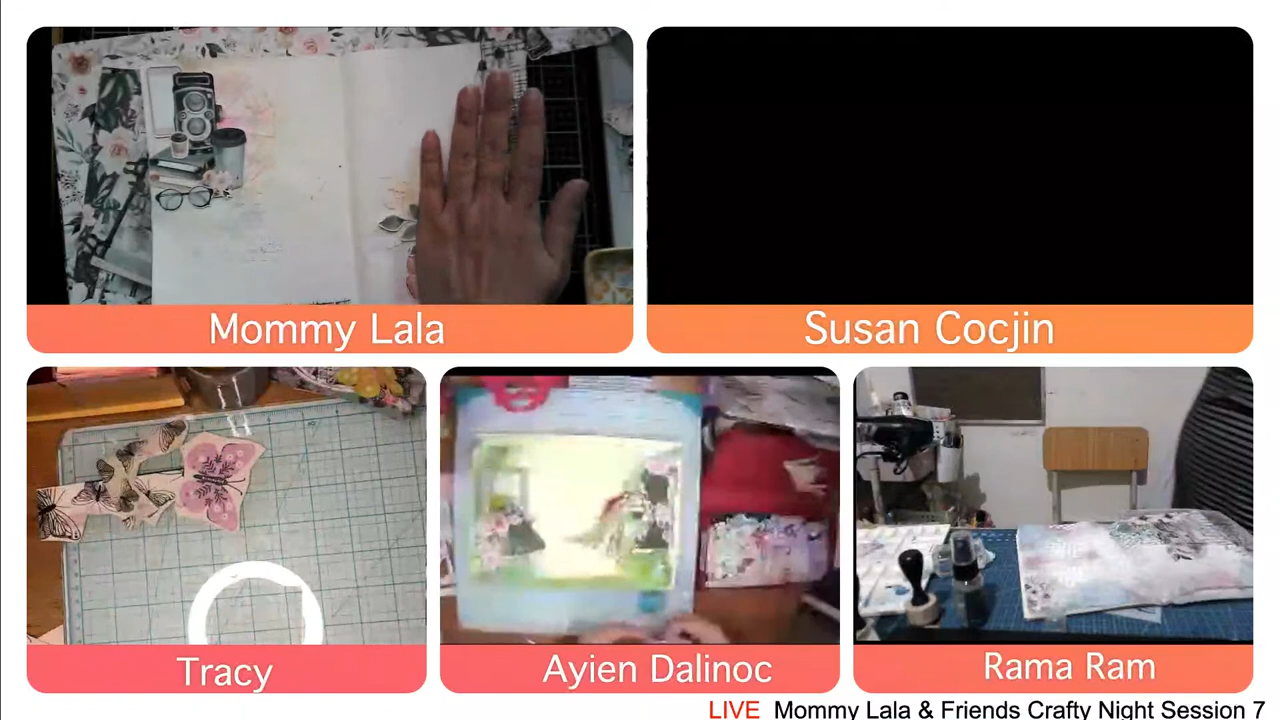 Mommy Lala
Susan Cocjin
Tracy
Ayien Dalinoc
Rama Ram
LIVE Mommy Lala & Friends Crafty Night Session 7